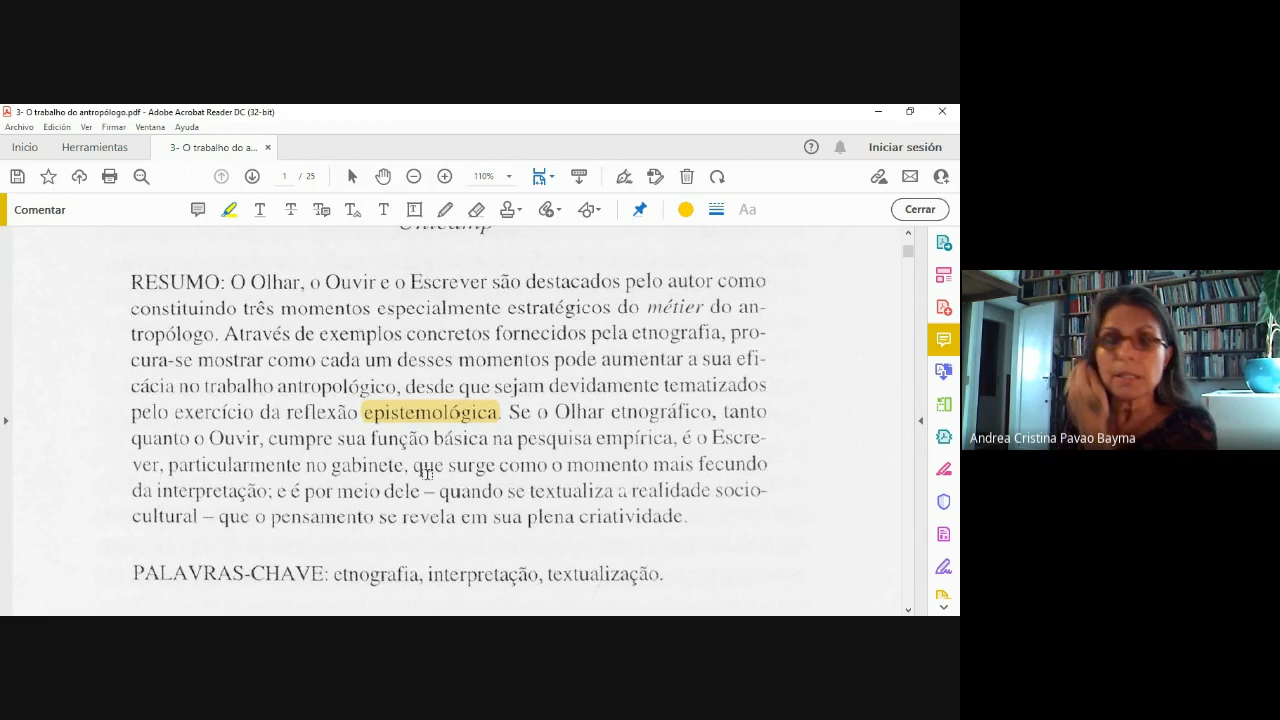 3- O trabalho do antropólogo.pdf - Adobe Acrobat Reader DC (32-bit)
Archivo Edición Ver Firmar Ventana Ayuda
Inicio Herramientas 3- O trabalho do a... × Iniciar sesión
1 / 25 110%
Comentar Aa Cerrar
Unicamp
RESUMO: O Olhar, o Ouvir e o Escrever são destacados pelo autor como
constituindo três momentos especialmente estratégicos do métier do an-
tropólogo. Através de exemplos concretos fornecidos pela etnografia, pro-
cura-se mostrar como cada um desses momentos pode aumentar a sua efi-
cácia no trabalho antropológico, desde que sejam devidamente tematizados
pelo exercício da reflexão epistemológica. Se o Olhar etnográfico, tanto
quanto o Ouvir, cumpre sua função básica na pesquisa empírica, é o Escre-
ver, particularmente no gabinete, que surge como o momento mais fecundo
da interpretação; e é por meio dele – quando se textualiza a realidade socio-
cultural – que o pensamento se revela em sua plena criatividade.
PALAVRAS-CHAVE: etnografia, interpretação, textualização.
Andrea Cristina Pavao Bayma